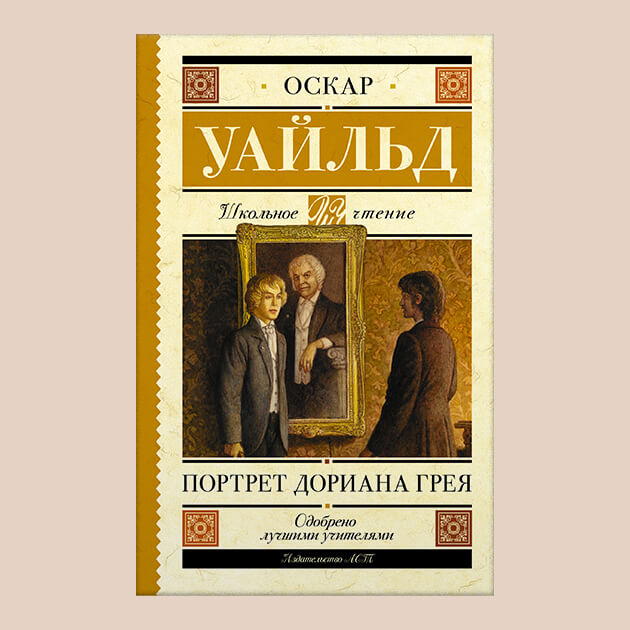 ОСКАР
УАЙЛЬД
Школьное чтение
ПОРТРЕТ ДОРИАНА ГРЕЯ
Одобрено
лучшими учителями
Издательство АСТ